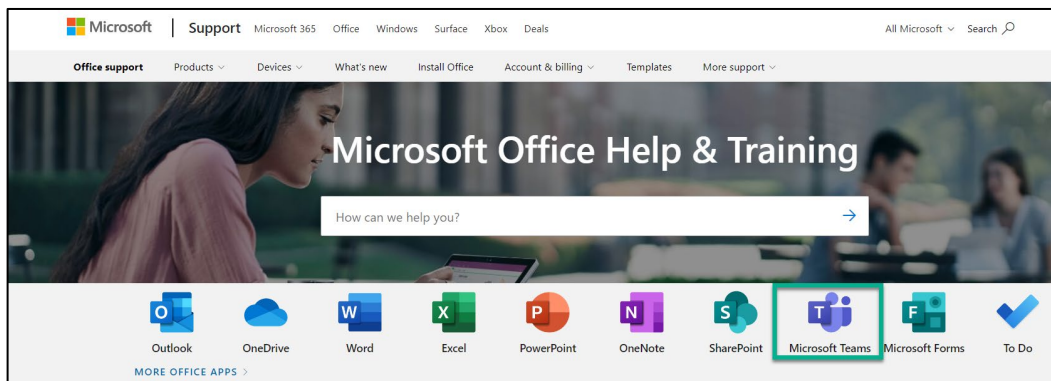 Microsoft Support Microsoft 365 Office Windows Surface Xbox Deals All Microsoft Search
Office support Products Devices What's new Install Office Account & billing Templates More support
Microsoft Office Help & Training
How can we help you?
O W X P N S T F
Outlook OneDrive Word Excel PowerPoint OneNote SharePoint Microsoft Teams Microsoft Forms To Do
MORE OFFICE APPS >